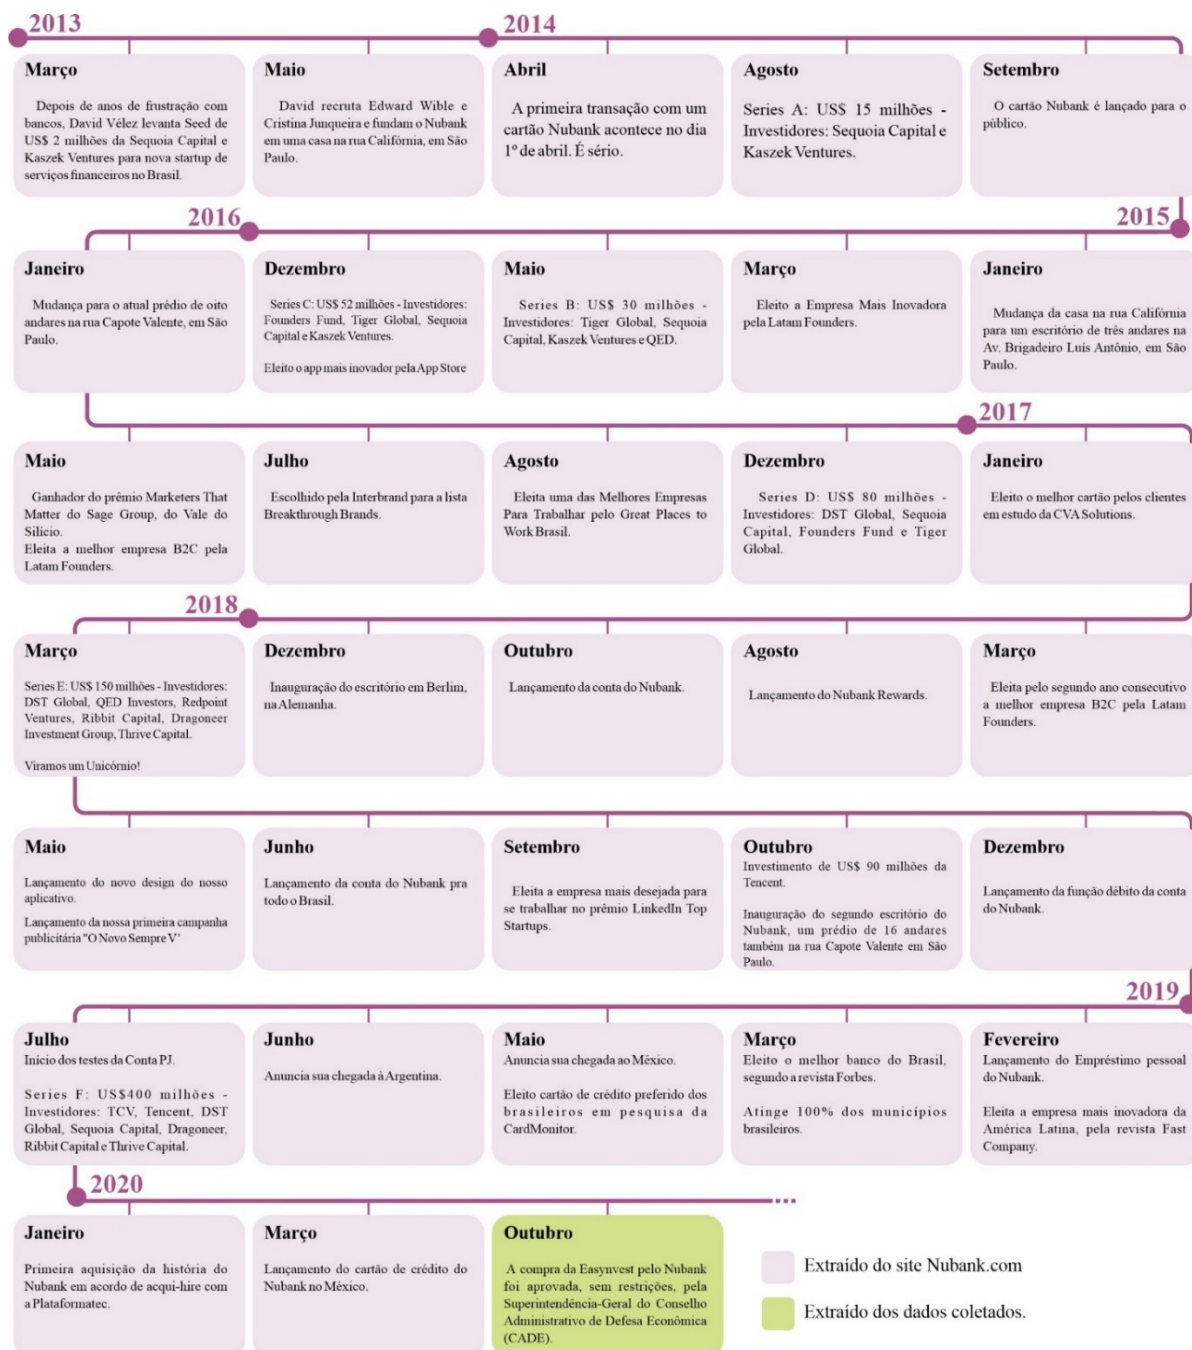 2013
2014
Março
Depois de anos de frustração com
bancos, David Vélez levanta Seed de
US$ 2 milhões da Sequoia Capital e
Kaszek Ventures para nova startup de
serviços financeiros no Brasil.
Maio
David recruta Edward Wible e
Cristina Junqueira e fundam o Nubank
em uma casa na rua Califórnia, em São
Paulo.
Abril
A primeira transação com um
cartão Nubank acontece no dia
1º de abril. É sério.
Agosto
Series A: US$ 15 milhões -
Investidores: Sequoia Capital e
Kaszek Ventures.
Setembro
O cartão Nubank é lançado para o
público.
2016
2015
Janeiro
Mudança para o atual prédio de oito
andares na rua Capote Valente, em São
Paulo.
Dezembro
Series C: US$ 52 milhões - Investidores:
Founders Fund, Tiger Global, Sequoia
Capital e Kaszek Ventures.
Eleito o app mais inovador pela App Store
Maio
Series B: US$ 30 milhões -
Investidores: Tiger Global, Sequoia
Capital, Kaszek Ventures e QED.
Março
Eleito a Empresa Mais Inovadora
pela Latam Founders.
Janeiro
Mudança da casa na rua Califórnia
para um escritório de três andares na
Av. Brigadeiro Luís Antônio, em São
Paulo.
2017
Maio
Ganhador do prêmio Marketers That
Matter do Sage Group, do Vale do
Silício.
Eleita a melhor empresa B2C pela
Latam Founders.
Julho
Escolhido pela Interbrand para a lista
Breakthrough Brands.
Agosto
Eleita uma das Melhores Empresas
Para Trabalhar pelo Great Places to
Work Brasil.
Dezembro
Series D: US$ 80 milhões -
Investidores: DST Global, Sequoia
Capital, Founders Fund e Tiger
Global.
Janeiro
Eleito o melhor cartão pelos clientes
em estudo da CVA Solutions.
2018
Março
Series E: US$ 150 milhões - Investidores:
DST Global, QED Investors, Redpoint
Ventures, Ribbit Capital, Dragoneer
Investment Group, Thrive Capital.
Viramos um Unicórnio!
Dezembro
Inauguração do escritório em Berlim,
na Alemanha.
Outubro
Lançamento da conta do Nubank.
Agosto
Lançamento do Nubank Rewards.
Março
Eleita pelo segundo ano consecutivo
a melhor empresa B2C pela Latam
Founders.
Maio
Lançamento do novo design do nosso
aplicativo.
Lançamento da nossa primeira campanha
publicitária "O Novo Sempre V'
Junho
Lançamento da conta do Nubank pra
todo o Brasil.
Setembro
Eleita a empresa mais desejada para
se trabalhar no prêmio LinkedIn Top
Startups.
Outubro
Investimento de US$ 90 milhões da
Tencent.
Inauguração do segundo escritório do
Nubank, um prédio de 16 andares
também na rua Capote Valente em São
Paulo.
Dezembro
Lançamento da função débito da conta
do Nubank.
2019
Julho
Início dos testes da Conta PJ.
Series F: US$400 milhões -
Investidores: TCV, Tencent, DST
Global, Sequoia Capital, Dragoneer,
Ribbit Capital e Thrive Capital.
Junho
Anuncia sua chegada à Argentina.
Maio
Anuncia sua chegada ao México.
Eleito cartão de crédito preferido dos
brasileiros em pesquisa da
CardMonitor.
Março
Eleito o melhor banco do Brasil,
segundo a revista Forbes.
Atinge 100% dos municípios
brasileiros.
Fevereiro
Lançamento do Empréstimo pessoal
do Nubank.
Eleita a empresa mais inovadora da
América Latina, pela revista Fast
Company.
2020
Janeiro
Primeira aquisição da história do
Nubank em acordo de acqui-hire com
a Plataformatec.
Março
Lançamento do cartão de crédito do
Nubank no México.
Outubro
A compra da Easynvest pelo Nubank
foi aprovada, sem restrições, pela
Superintendência-Geral do Conselho
Administrativo de Defesa Econômica
(CADE).
Extraído do site Nubank.com
Extraído dos dados coletados.